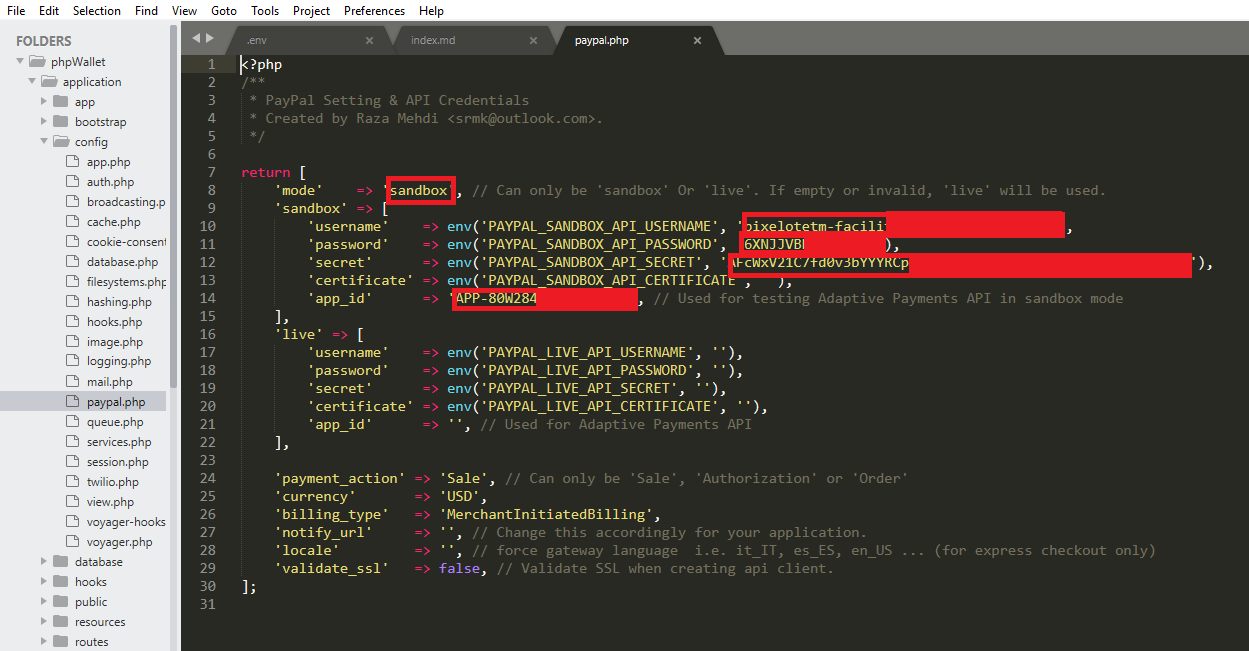 File Edit Selection Find View Goto Tools Project Preferences Help
FOLDERS
phpWallet
application
app
bootstrap
config
app.php
auth.php
broadcasting.p
cache.php
cookie-consent
database.php
filesystems.php
hashing.php
hooks.php
image.php
logging.php
mail.php
paypal.php
queue.php
services.php
session.php
twilio.php
view.php
voyager-hooks
voyager.php
database
hooks
public
resources
routes
.env × index.md × paypal.php ×
1 <?php
2 /**
3 * PayPal Setting & API Credentials
4 * Created by Raza Mehdi <srmk@outlook.com>.
5 */
6
7 return [
8 'mode' => 'sandbox', // Can only be 'sandbox' Or 'live'. If empty or invalid, 'live' will be used.
9 'sandbox' => [
10 'username' => env('PAYPAL_SANDBOX_API_USERNAME', 'pixelotetm-facili ,
11 'password' => env('PAYPAL_SANDBOX_API_PASSWORD', 6XNJJVB ),
12 'secret' => env('PAYPAL_SANDBOX_API_SECRET', 'AFcWxV21C7fd0v3bYYYRCp '),
13 'certificate' => env('PAYPAL_SANDBOX_API_CERTIFICATE', ),
14 'app_id' => 'APP-80W284 , // Used for testing Adaptive Payments API in sandbox mode
15 ],
16 'live' => [
17 'username' => env('PAYPAL_LIVE_API_USERNAME', ''),
18 'password' => env('PAYPAL_LIVE_API_PASSWORD', ''),
19 'secret' => env('PAYPAL_LIVE_API_SECRET', ''),
20 'certificate' => env('PAYPAL_LIVE_API_CERTIFICATE', ''),
21 'app_id' => '', // Used for Adaptive Payments API
22 ],
23
24 'payment_action' => 'Sale', // Can only be 'Sale', 'Authorization' or 'Order'
25 'currency' => 'USD',
26 'billing_type' => 'MerchantInitiatedBilling',
27 'notify_url' => '', // Change this accordingly for your application.
28 'locale' => '', // force gateway language i.e. it_IT, es_ES, en_US ... (for express checkout only)
29 'validate_ssl' => false, // Validate SSL when creating api client.
30 ];
31